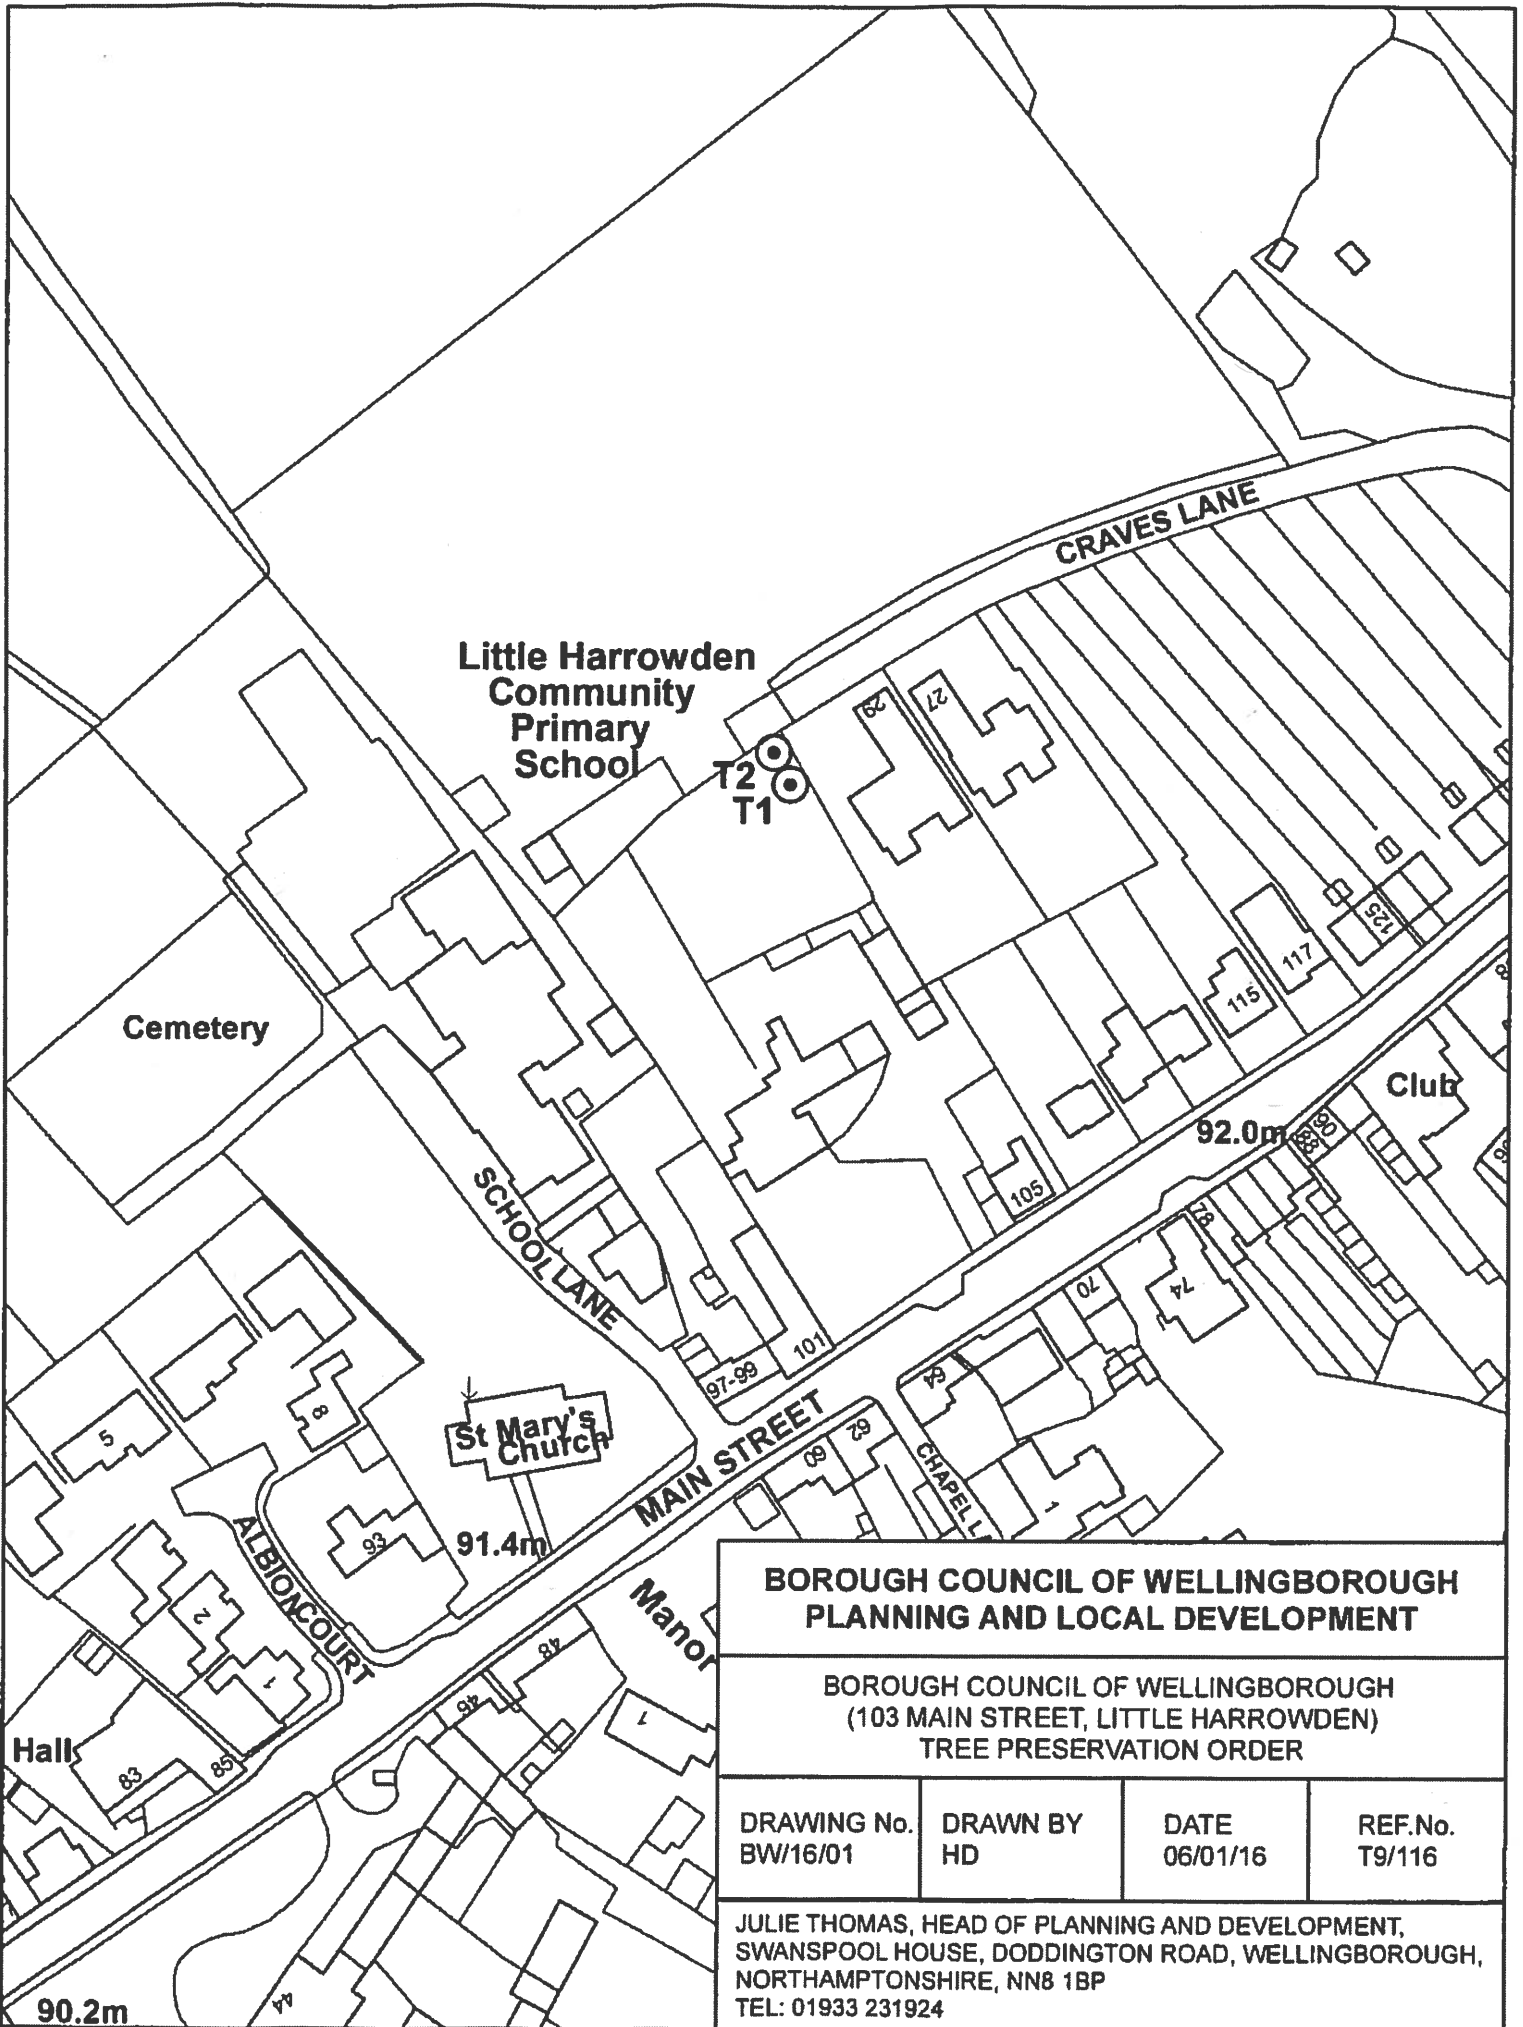 CRAVES LANE
Little Harrowden
Community
Primary
School
29
27
T2
T1
125
117
115
Cemetery
Club
92.0m
90
88
105
SCHOOL LANE
78
74
70
101
97-99
64
62
60
St Mary's
Church
MAIN STREET
CHAPEL L
1
8
5
93
91.4m
ALBION COURT
2
1
Manor
48
46
1
Hall
83
85
44
90.2m
BOROUGH COUNCIL OF WELLINGBOROUGH
PLANNING AND LOCAL DEVELOPMENT
BOROUGH COUNCIL OF WELLINGBOROUGH
(103 MAIN STREET, LITTLE HARROWDEN)
TREE PRESERVATION ORDER
DRAWING No.
BW/16/01
DRAWN BY
HD
DATE
06/01/16
REF.No.
T9/116
JULIE THOMAS, HEAD OF PLANNING AND DEVELOPMENT,
SWANSPOOL HOUSE, DODDINGTON ROAD, WELLINGBOROUGH,
NORTHAMPTONSHIRE, NN8 1BP
TEL: 01933 231924